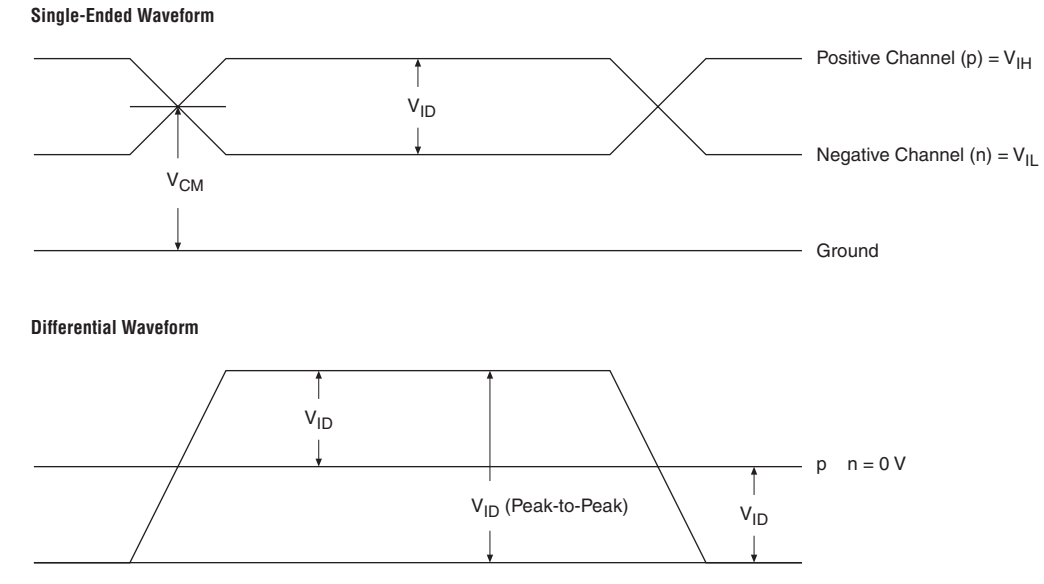 Single-Ended Waveform
Positive Channel (p) = VIH
VID
Negative Channel (n) = VIL
VCM
Ground
Differential Waveform
VID
p n = 0 V
VID (Peak-to-Peak)
VID